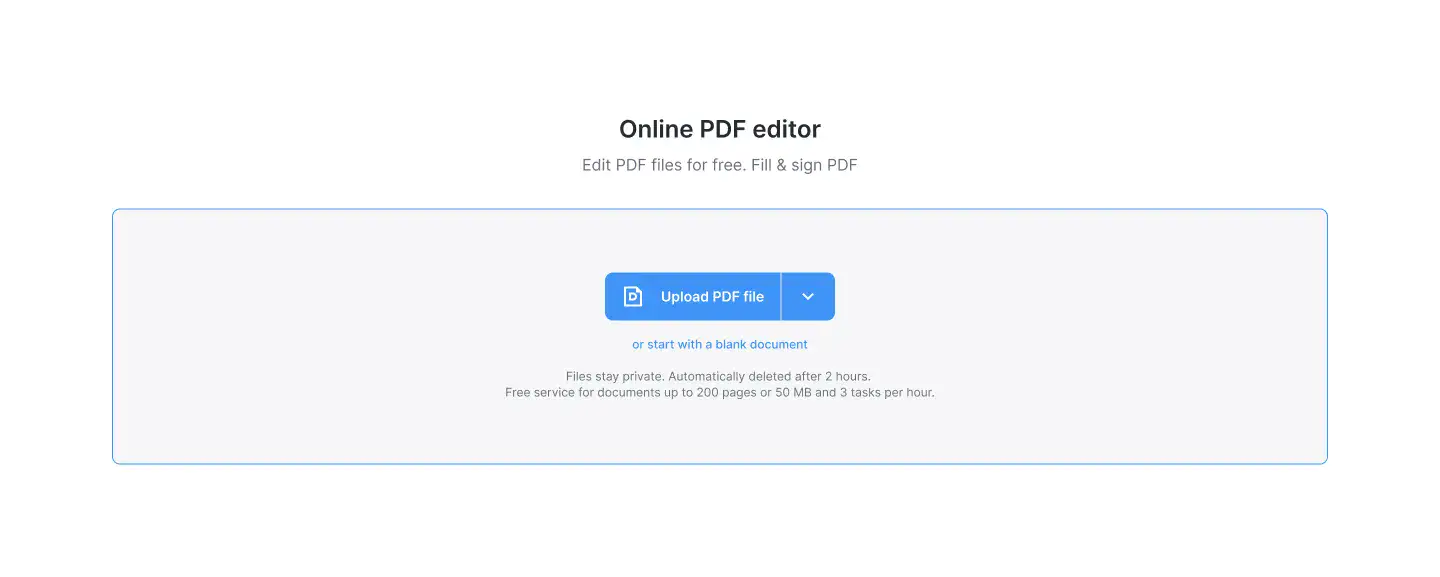 Online PDF editor
Edit PDF files for free. Fill & sign PDF
Upload PDF file
or start with a blank document
Files stay private. Automatically deleted after 2 hours.
Free service for documents up to 200 pages or 50 MB and 3 tasks per hour.